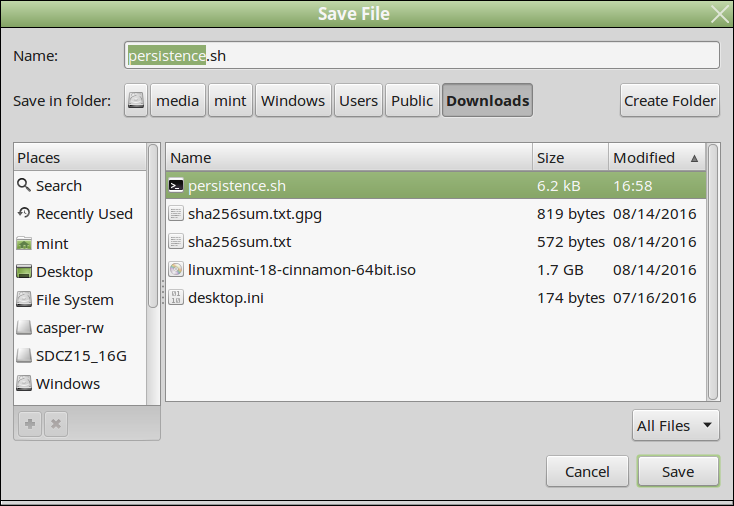 Save File
Name: persistence.sh
Save in folder: media mint Windows Users Public Downloads Create Folder
Places
Search
Recently Used
mint
Desktop
File System
casper-rw
SDCZ15_16G
Windows
Name Size Modified
persistence.sh 6.2 kB 16:58
sha256sum.txt.gpg 819 bytes 08/14/2016
sha256sum.txt 572 bytes 08/14/2016
linuxmint-18-cinnamon-64bit.iso 1.7 GB 08/14/2016
desktop.ini 174 bytes 07/16/2016
All Files
Cancel Save